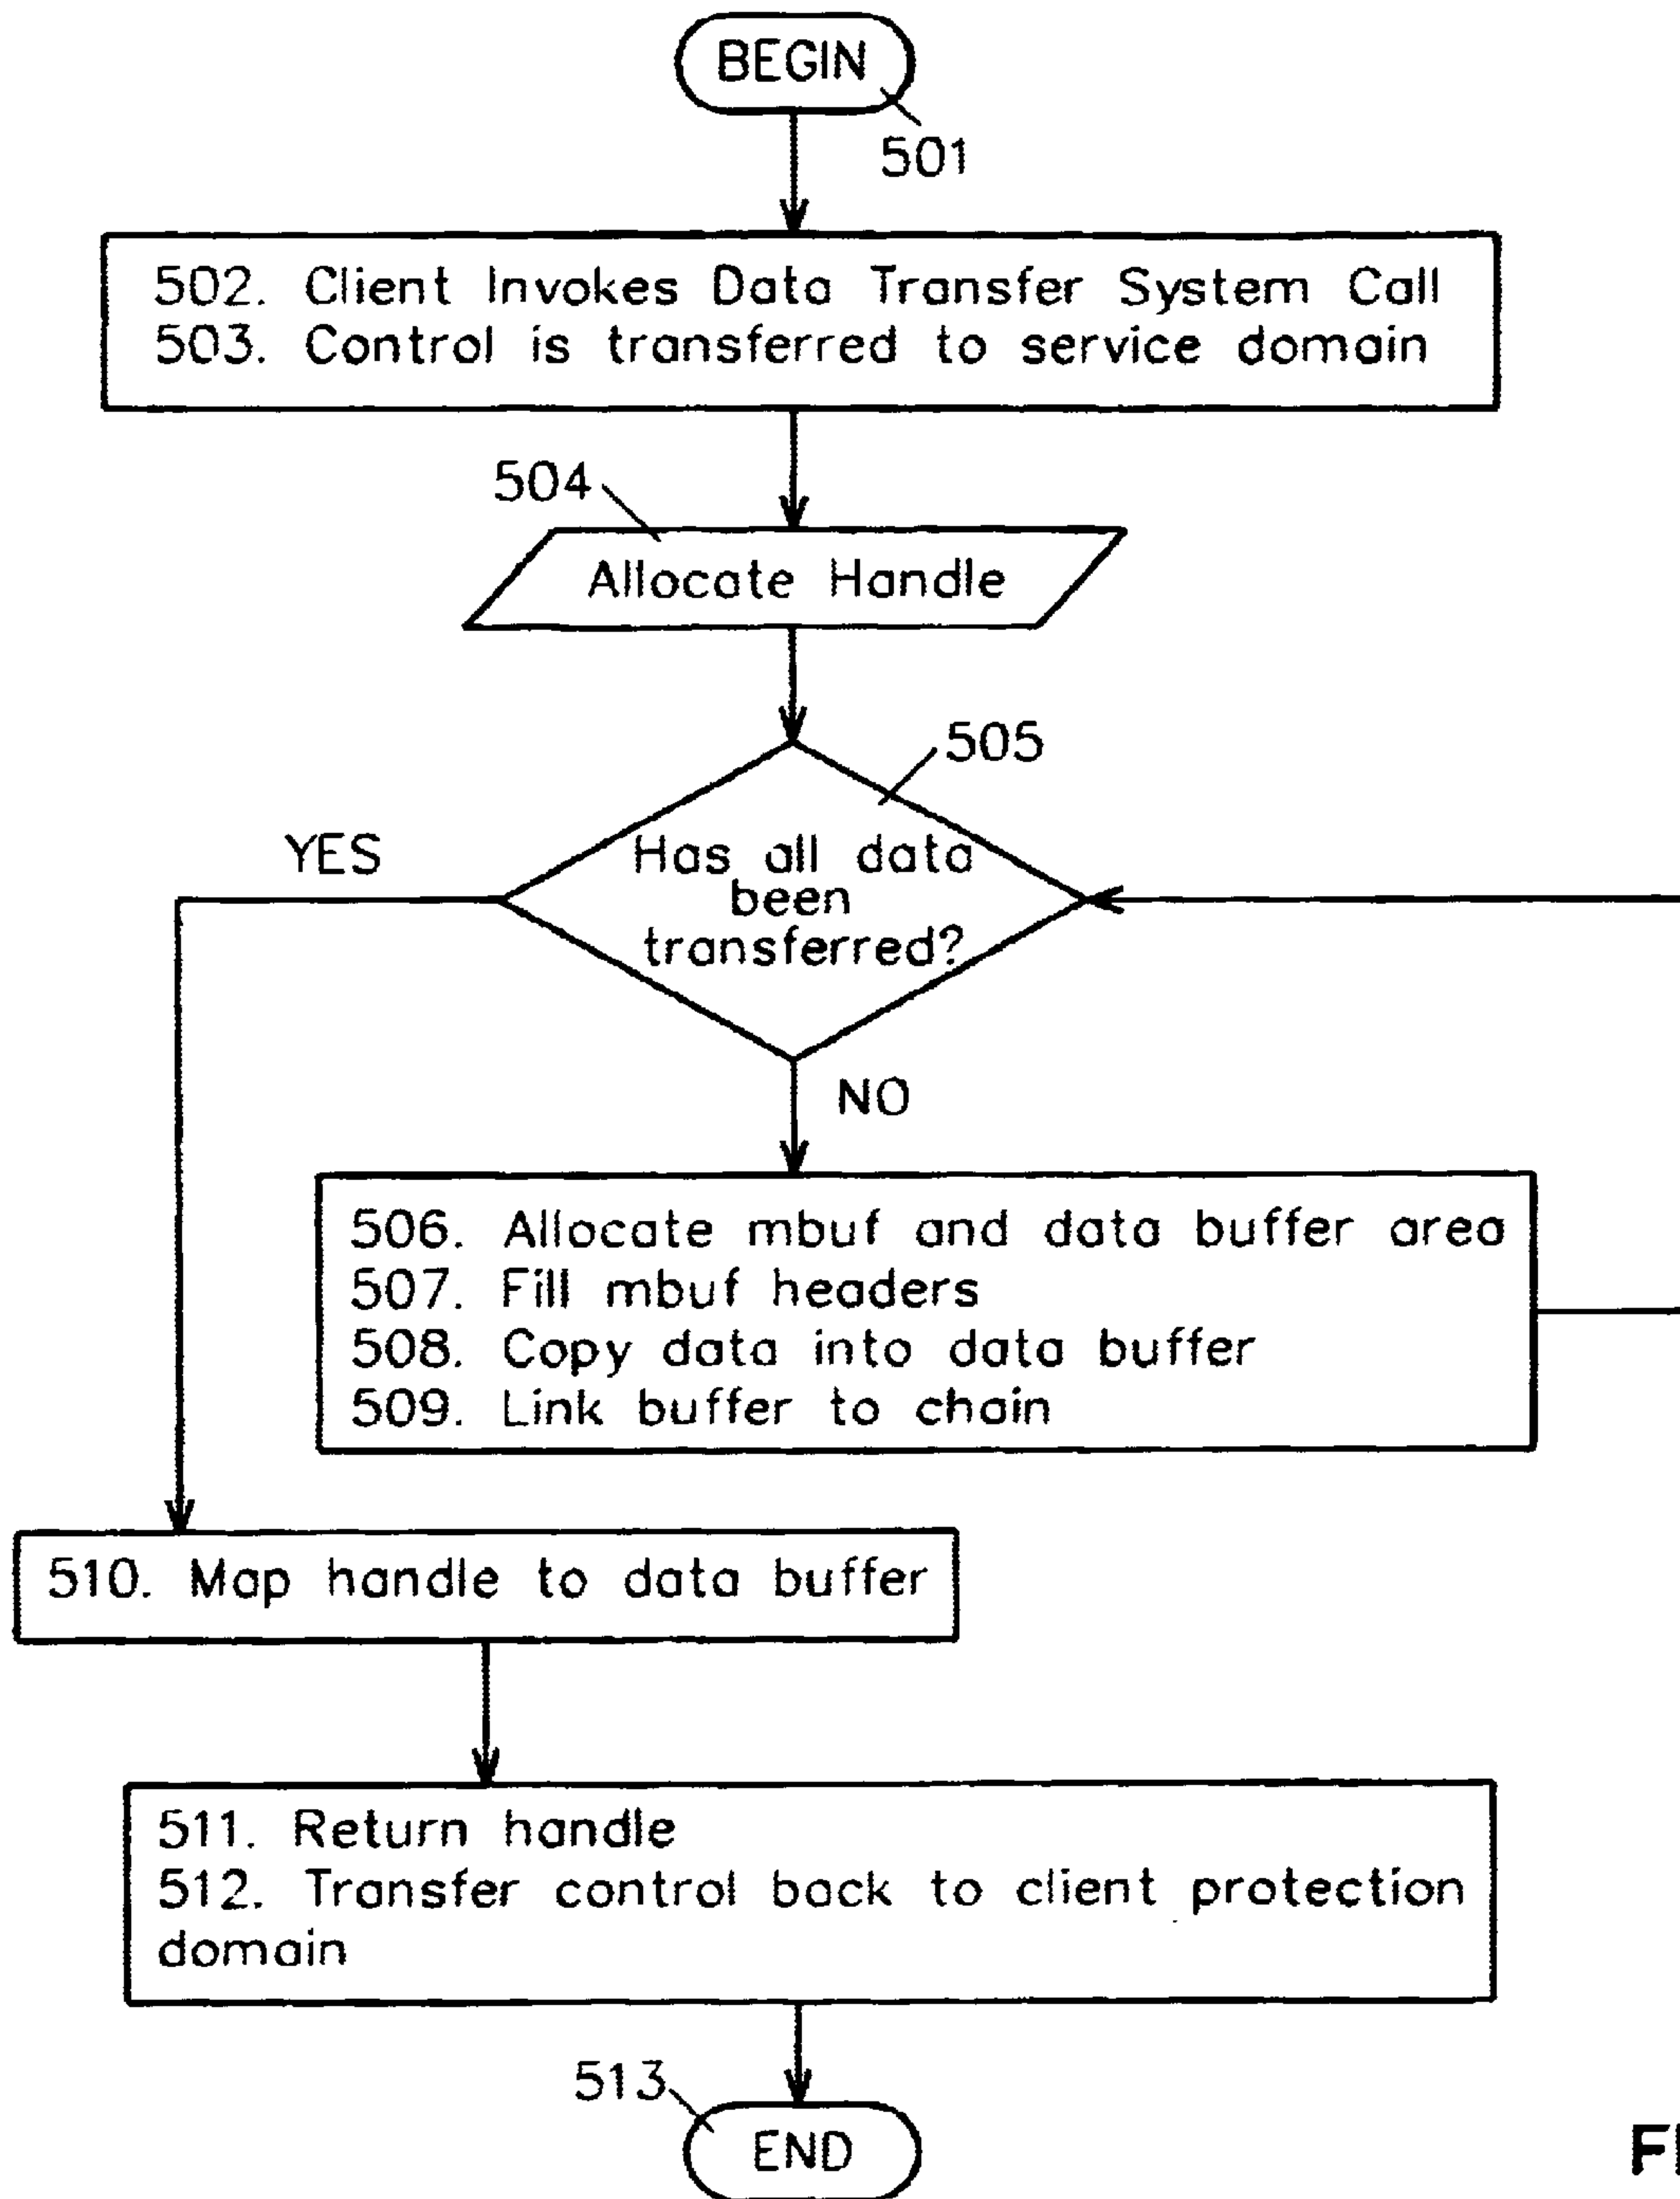 BEGIN
501
502. Client Invokes Data Transfer System Call
503. Control is transferred to service domain
504
Allocate Handle
505
YES
Has all data
been
transferred?
NO
506. Allocate mbuf and data buffer area
507. Fill mbuf headers
508. Copy data into data buffer
509. Link buffer to chain
510. Map handle to data buffer
511. Return handle
512. Transfer control back to client protection
domain
513
END